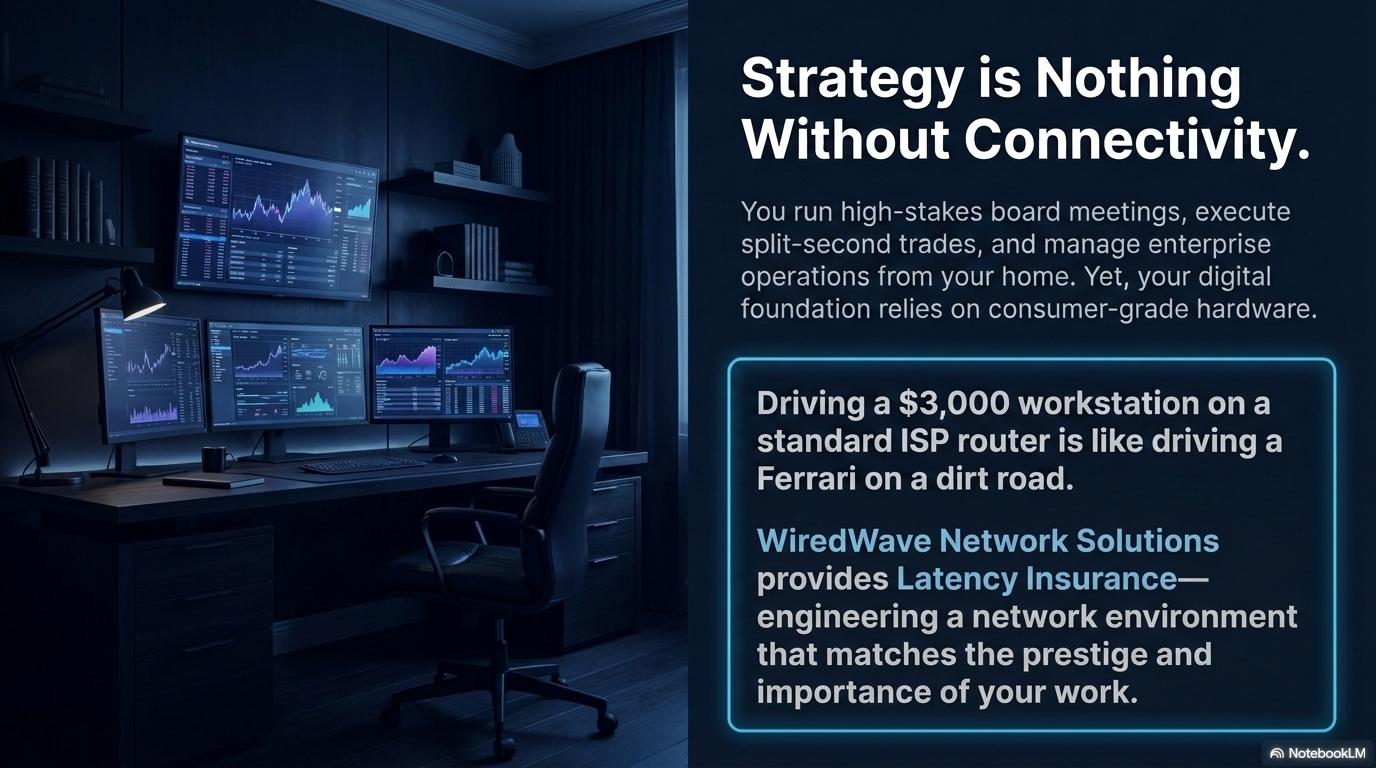 Strategy is Nothing
Without Connectivity.
You run high-stakes board meetings, execute
split-second trades, and manage enterprise
operations from your home. Yet, your digital
foundation relies on consumer-grade hardware.
Driving a $3,000 workstation on a
standard ISP router is like driving a
Ferrari on a dirt road.
WiredWave Network Solutions
provides Latency Insurance—
engineering a network environment
that matches the prestige and
importance of your work.
NotebookLM